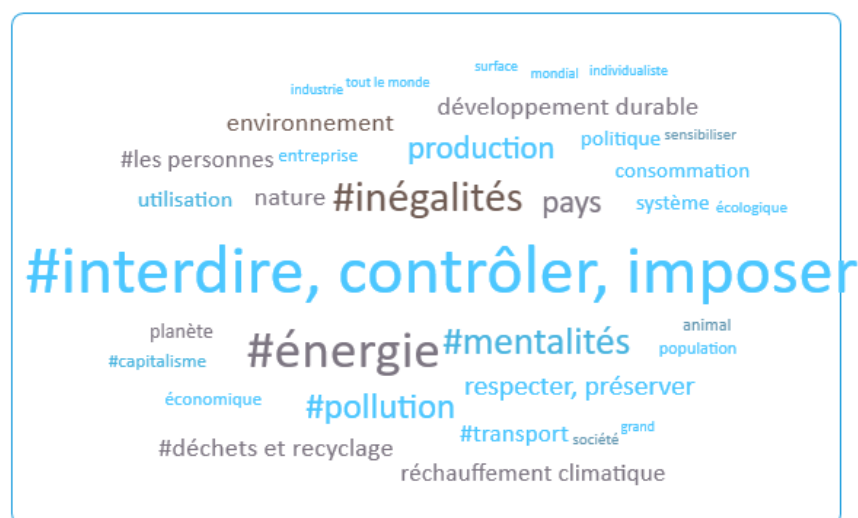 surface mondial individualiste
industrie tout le monde
développement durable
environnement
production politique sensibiliser
#les personnes entreprise
consommation
utilisation nature #inégalités pays système écologique
#interdire, contrôler, imposer
planète animal
#énergie #mentalités
#capitalisme population
respecter, préserver
économique #pollution
#transport société grand
#déchets et recyclage
réchauffement climatique